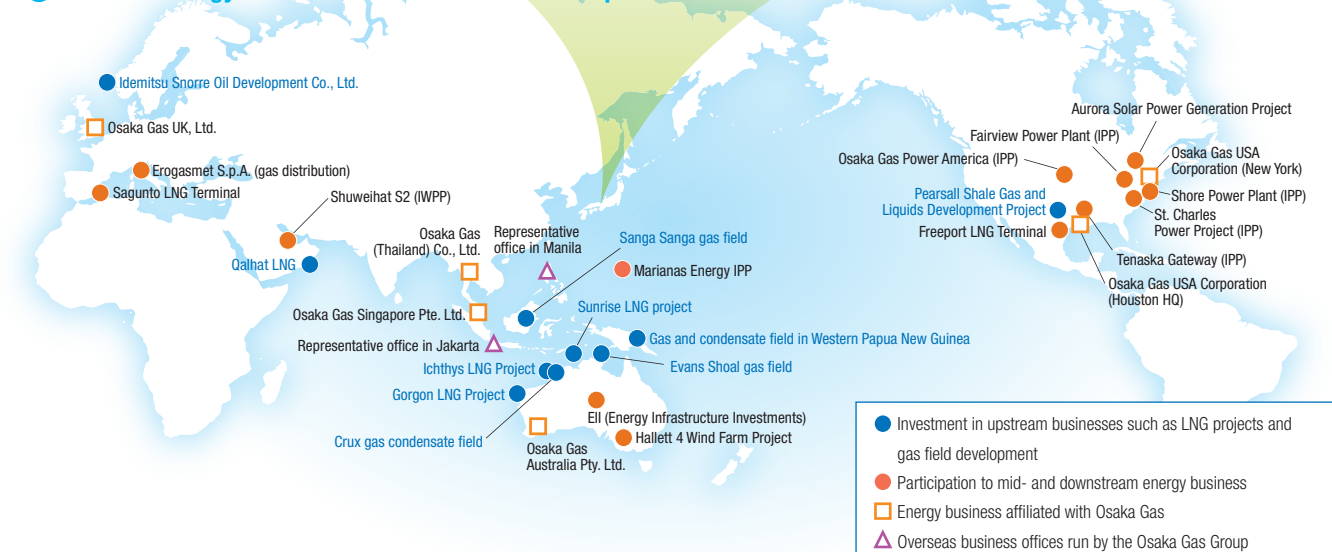 Idemitsu Snorre Oil Development Co., Ltd.
Osaka Gas UK, Ltd.
Erogasmet S.p.A. (gas distribution)
Sagunto LNG Terminal
Shuweihat S2 (IWPP)
Qalhat LNG
Osaka Gas
(Thailand) Co., Ltd.
Representative
office in Manila
Sanga Sanga gas field
Marianas Energy IPP
Osaka Gas Singapore Pte. Ltd.
Sunrise LNG project
Representative office in Jakarta
Gas and condensate field in Western Papua New Guinea
Ichthys LNG Project
Evans Shoal gas field
Gorgon LNG Project
EII (Energy Infrastructure Investments)
Crux gas condensate field
Hallett 4 Wind Farm Project
Osaka Gas
Australia Pty. Ltd.
Aurora Solar Power Generation Project
Fairview Power Plant (IPP)
Osaka Gas Power America (IPP)
Osaka Gas USA
Corporation (New York)
Pearsall Shale Gas and
Liquids Development Project
Shore Power Plant (IPP)
Freeport LNG Terminal
St. Charles
Power Project (IPP)
Tenaska Gateway (IPP)
Osaka Gas USA Corporation
(Houston HQ)
Investment in upstream businesses such as LNG projects and
gas field development
Participation to mid- and downstream energy business
Energy business affiliated with Osaka Gas
Overseas business offices run by the Osaka Gas Group